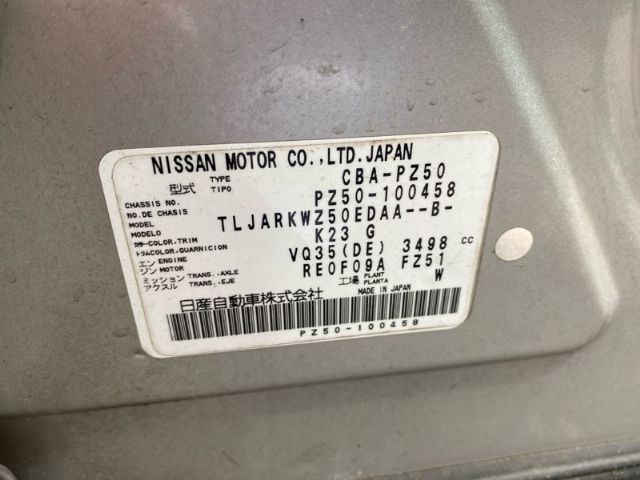 NISSAN MOTOR CO.,LTD.JAPAN
型式 TYPE TIPO CBA-PZ50
CHASSIS NO. NO.DE CHASIS PZ50-100458
MODEL MODELO TLJARKWZ50EDAA--B-
カラー COLOR,TRIM トリム COLOR,GUARNICION K23 G
エン ENGINE ジン MOTOR VQ35(DE) 3498 cc
ミッション TRANS.,AXLE アクスル TRANS.,EJE RE0F09A FZ51
工場 PLANT PLANTA W
日産自動車株式会社 MADE IN JAPAN
PZ50-100458